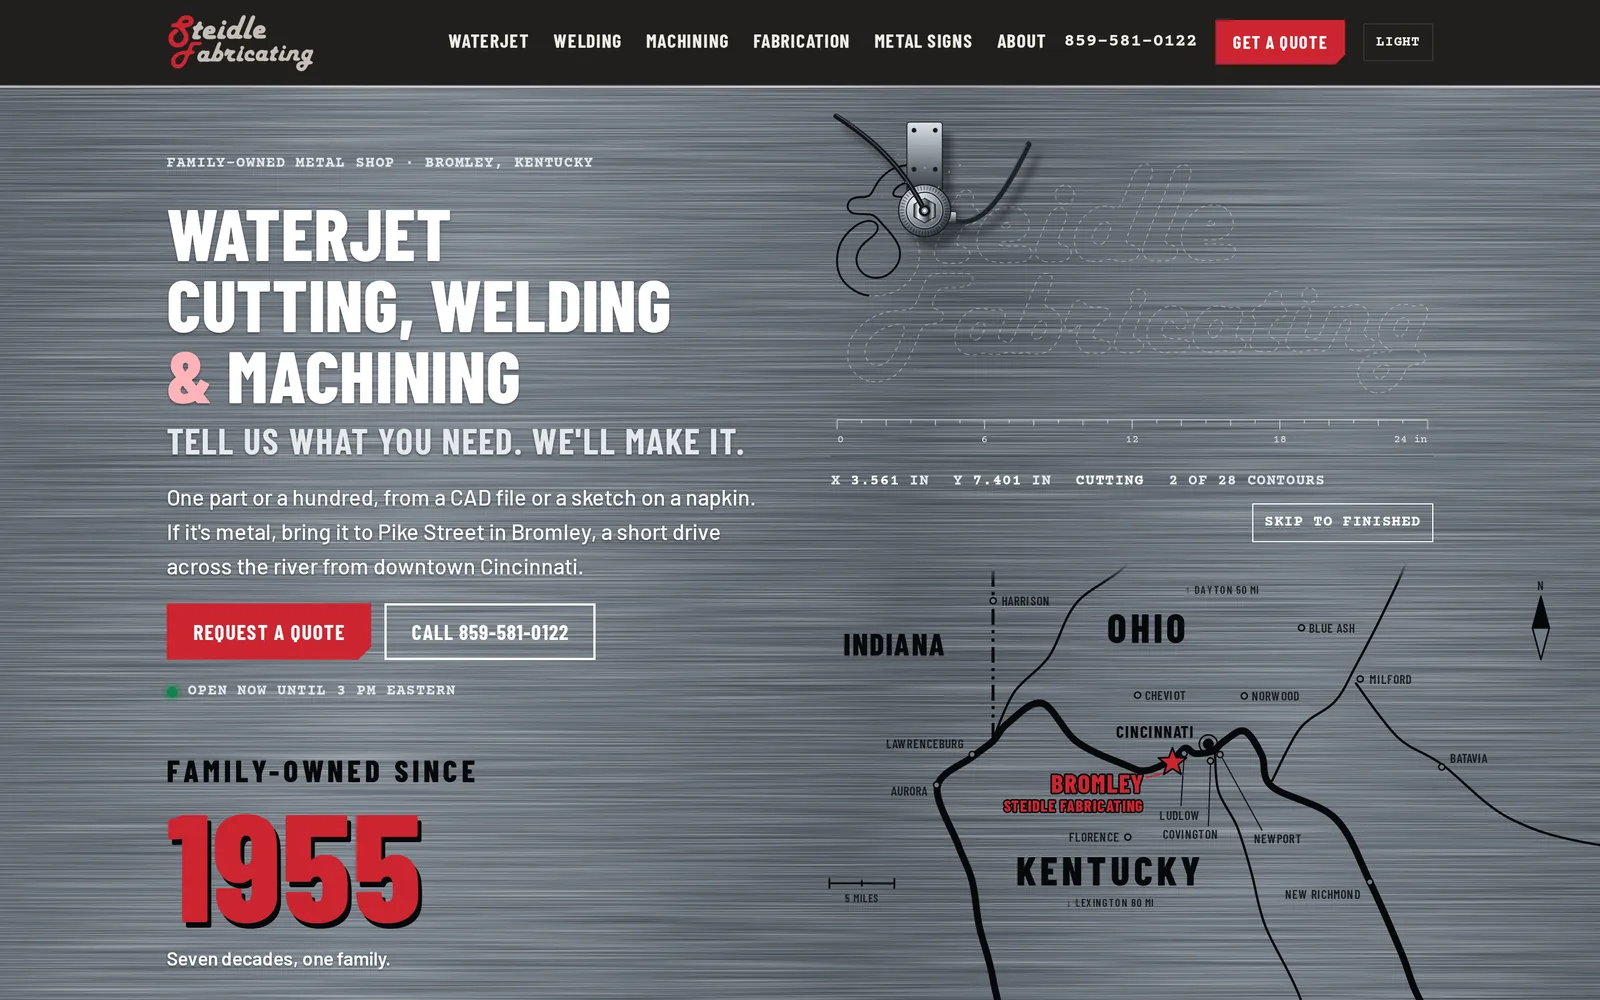 Steidle
Fabricating
WATERJET WELDING MACHINING FABRICATION METAL SIGNS ABOUT 859-581-0122 GET A QUOTE LIGHT
FAMILY-OWNED METAL SHOP · BROMLEY, KENTUCKY
WATERJET
CUTTING, WELDING
& MACHINING
TELL US WHAT YOU NEED. WE'LL MAKE IT.
One part or a hundred, from a CAD file or a sketch on a napkin.
If it's metal, bring it to Pike Street in Bromley, a short drive
across the river from downtown Cincinnati.
REQUEST A QUOTE CALL 859-581-0122
OPEN NOW UNTIL 3 PM EASTERN
FAMILY-OWNED SINCE
1955
Seven decades, one family.
Steidle
Fabricating
0 6 12 18 24 in
X 3.561 IN Y 7.401 IN CUTTING 2 OF 28 CONTOURS
SKIP TO FINISHED
↑ DAYTON 50 MI
N
HARRISON
OHIO
BLUE ASH
INDIANA
MILFORD
CHEVIOT
NORWOOD
CINCINNATI
LAWRENCEBURG
BATAVIA
BROMLEY
AURORA
STEIDLE FABRICATING
LUDLOW
FLORENCE
COVINGTON
NEWPORT
KENTUCKY
5 MILES
NEW RICHMOND
↓ LEXINGTON 80 MI